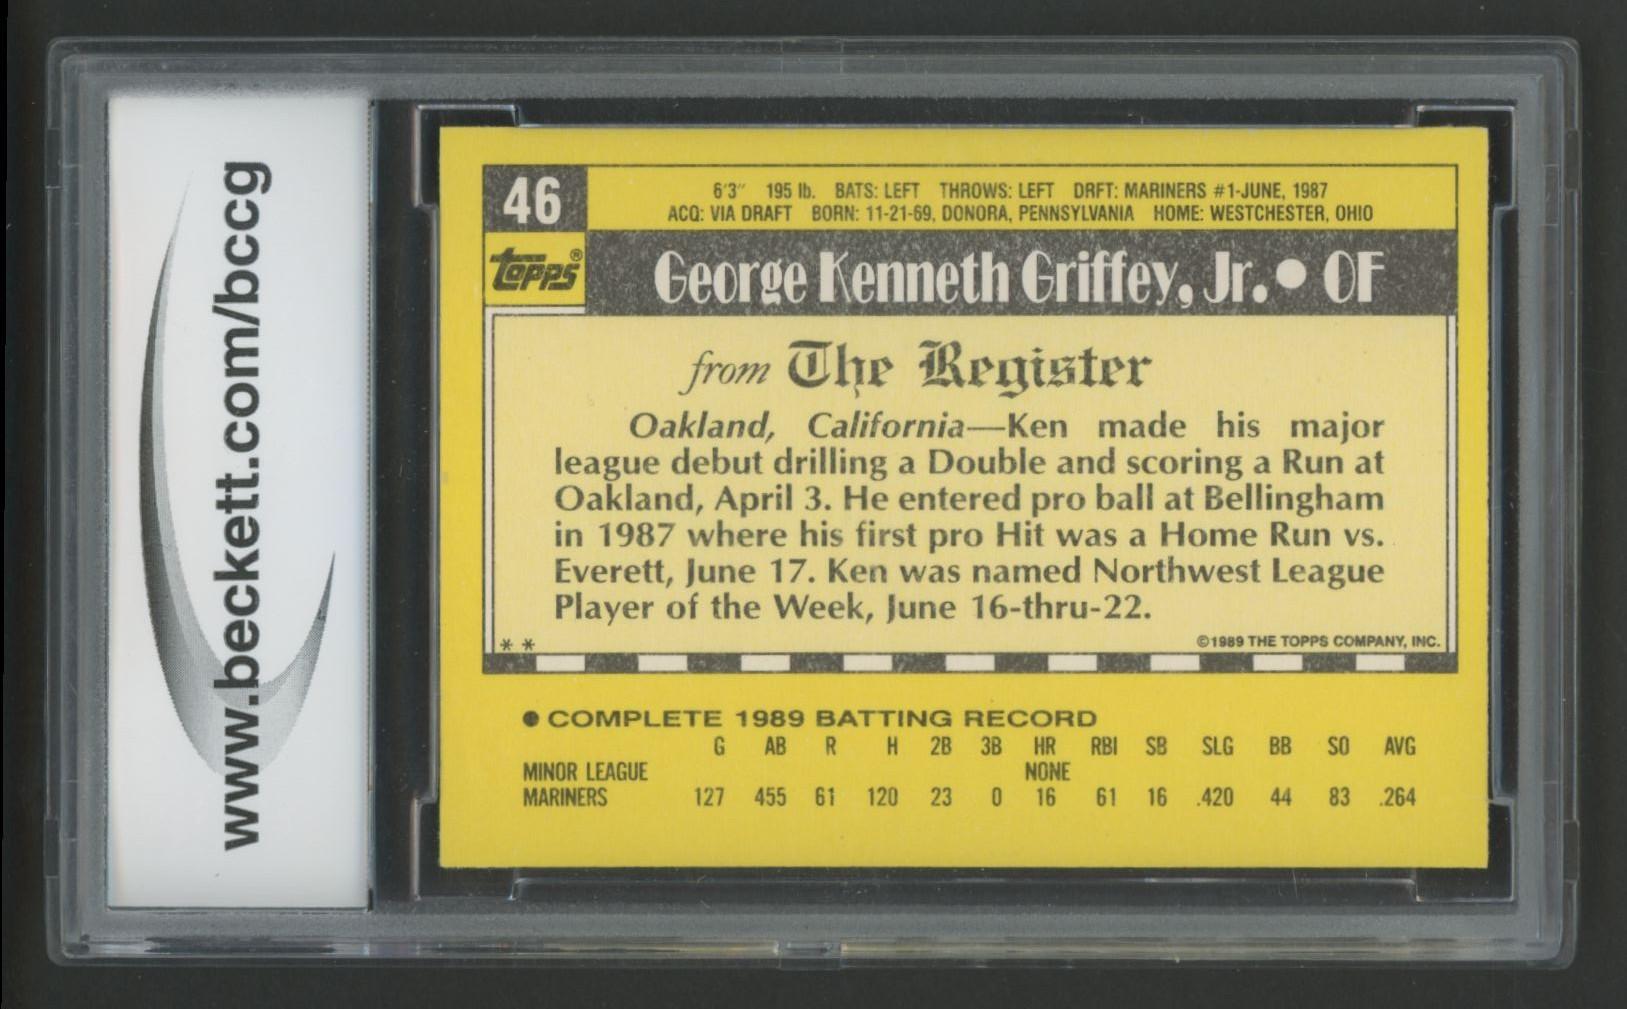 www.beckett.com/bccg
46
6'3" 195 lb. BATS: LEFT THROWS: LEFT DRFT: MARINERS #1-JUNE, 1987
ACQ: VIA DRAFT BORN: 11-21-69, DONORA, PENNSYLVANIA HOME: WESTCHESTER, OHIO
topps®
George Kenneth Griffey, Jr. • OF
from The Register
Oakland, California—Ken made his major
league debut drilling a Double and scoring a Run at
Oakland, April 3. He entered pro ball at Bellingham
in 1987 where his first pro Hit was a Home Run vs.
Everett, June 17. Ken was named Northwest League
Player of the Week, June 16-thru-22.
* * ©1989 THE TOPPS COMPANY, INC.
● COMPLETE 1989 BATTING RECORD
G AB R H 2B 3B HR RBI SB SLG BB SO AVG
MINOR LEAGUE NONE
MARINERS 127 455 61 120 23 0 16 61 16 .420 44 83 .264